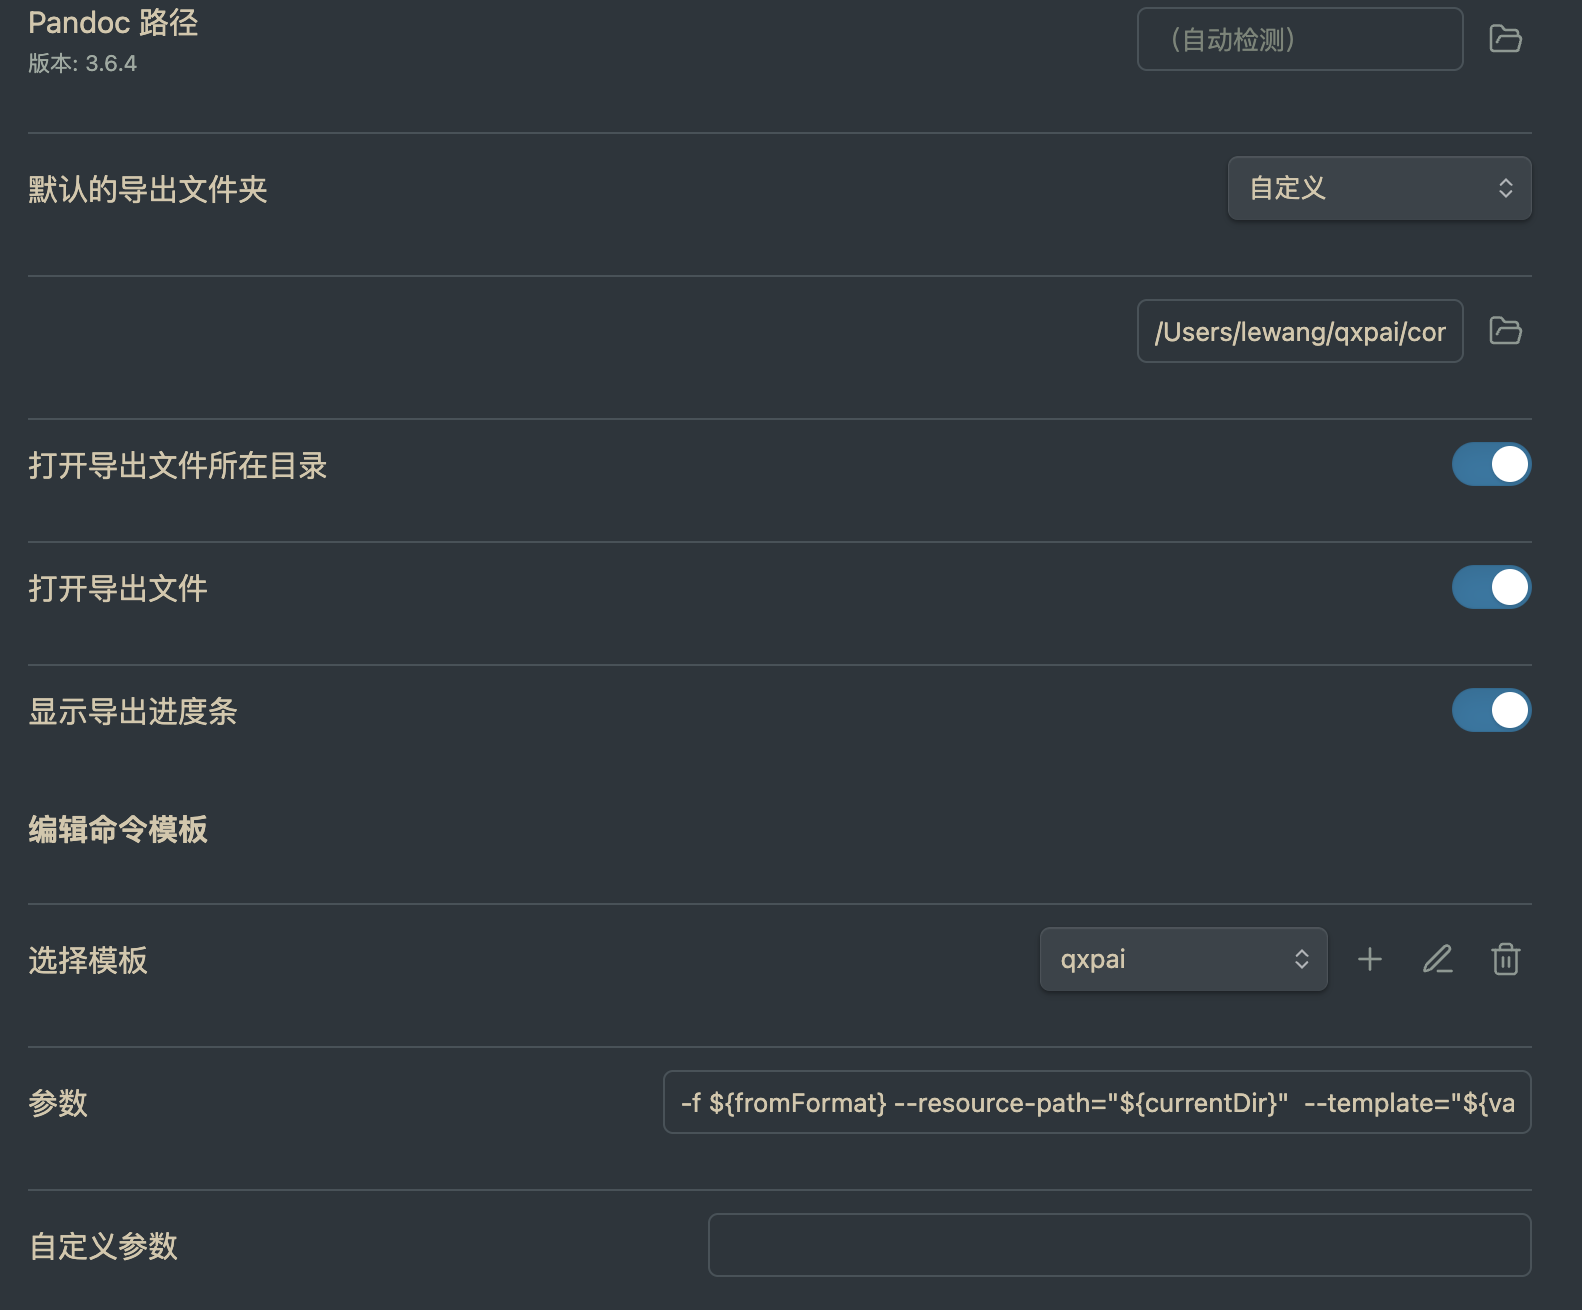 Pandoc 路径
版本: 3.6.4
（自动检测）
默认的导出文件夹
自定义
/Users/lewang/qxpai/cor
打开导出文件所在目录
打开导出文件
显示导出进度条
编辑命令模板
选择模板
qxpai
参数
-f ${fromFormat} --resource-path="${currentDir}"  --template="${va
自定义参数